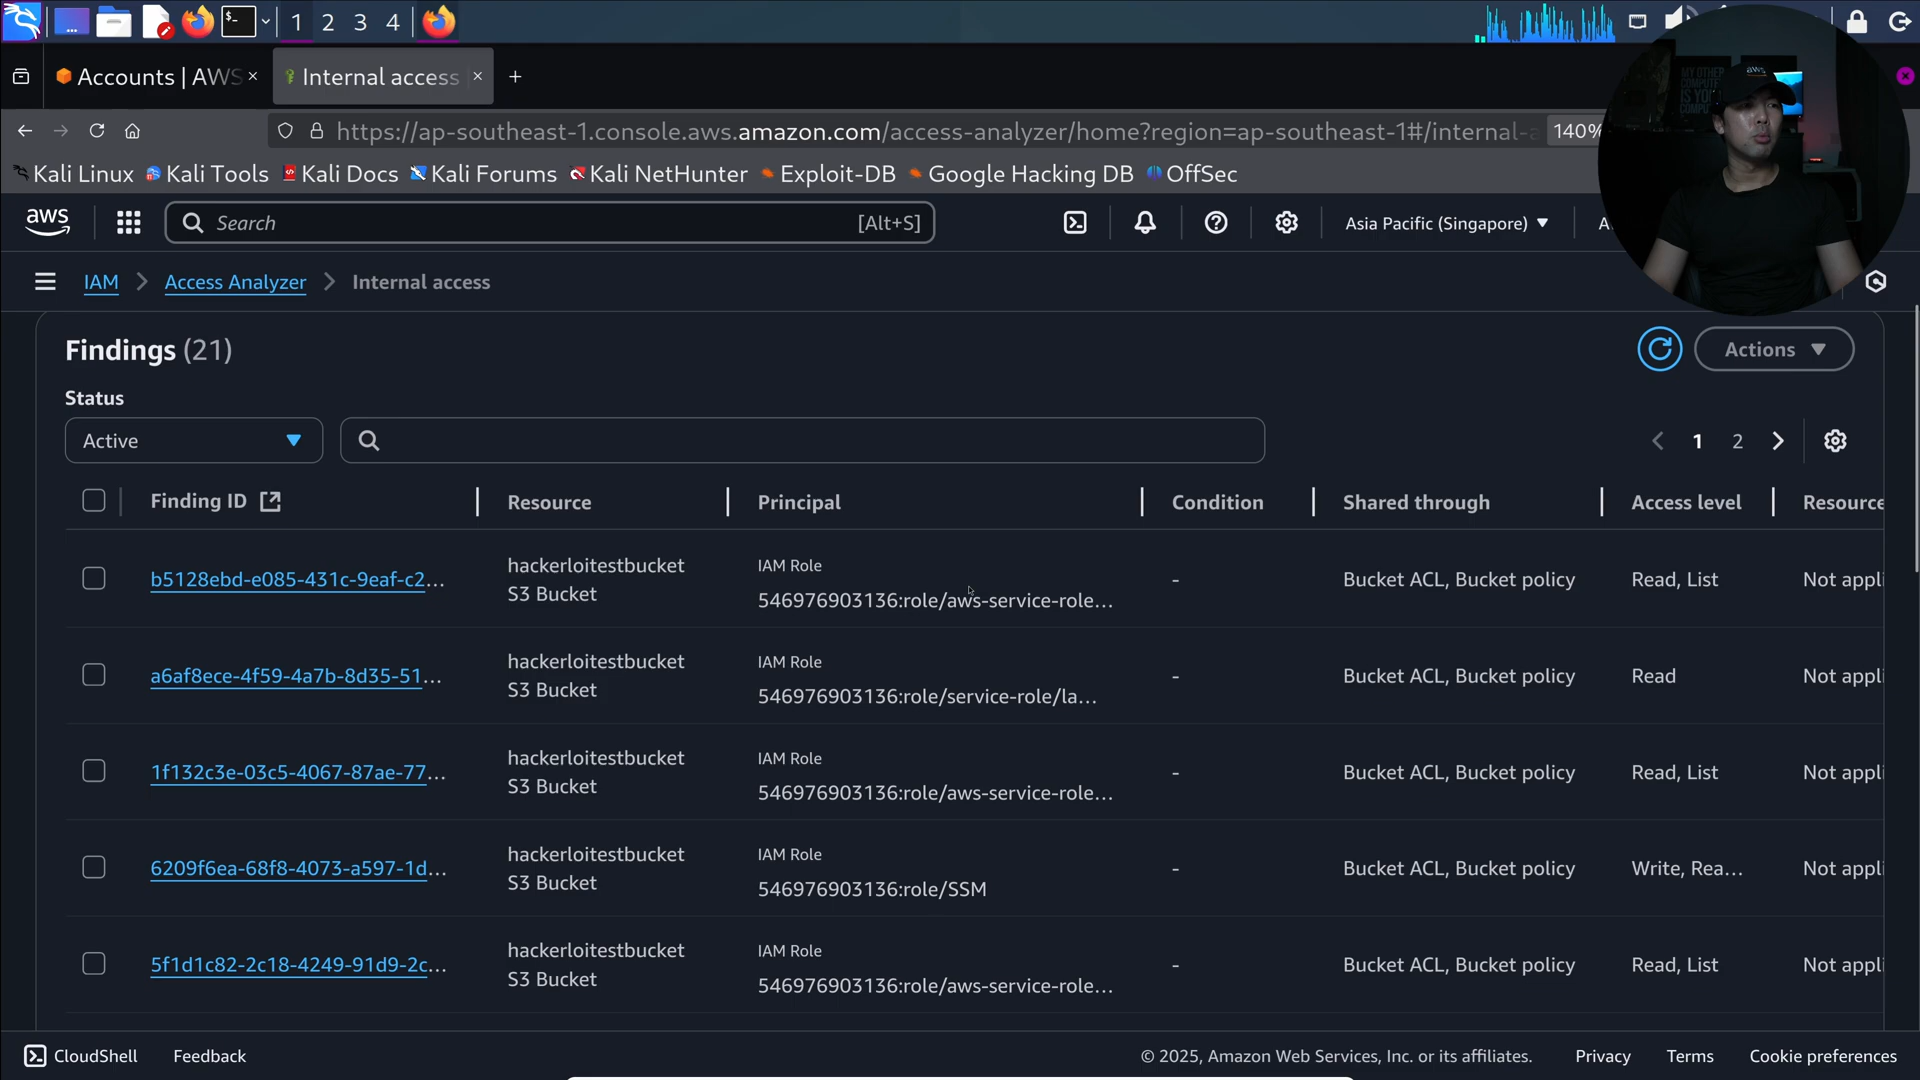 1 2 3 4
Accounts | AWS
Internal access
https://ap-southeast-1.console.aws.amazon.com/access-analyzer/home?region=ap-southeast-1#/internal-a
140%
Kali Linux Kali Tools Kali Docs Kali Forums Kali NetHunter Exploit-DB Google Hacking DB OffSec
aws
Search [Alt+S]
Asia Pacific (Singapore)
IAM > Access Analyzer > Internal access
Findings (21)
Actions
Status
Active
1 2
Finding ID Resource Principal Condition Shared through Access level Resource
b5128ebd-e085-431c-9eaf-c2...
hackerloitestbucket
S3 Bucket
IAM Role
546976903136:role/aws-service-role...
-
Bucket ACL, Bucket policy
Read, List
Not appli
a6af8ece-4f59-4a7b-8d35-51...
hackerloitestbucket
S3 Bucket
IAM Role
546976903136:role/service-role/la...
-
Bucket ACL, Bucket policy
Read
Not appli
1f132c3e-03c5-4067-87ae-77...
hackerloitestbucket
S3 Bucket
IAM Role
546976903136:role/aws-service-role...
-
Bucket ACL, Bucket policy
Read, List
Not appli
6209f6ea-68f8-4073-a597-1d...
hackerloitestbucket
S3 Bucket
IAM Role
546976903136:role/SSM
-
Bucket ACL, Bucket policy
Write, Rea...
Not appli
5f1d1c82-2c18-4249-91d9-2c...
hackerloitestbucket
S3 Bucket
IAM Role
546976903136:role/aws-service-role...
-
Bucket ACL, Bucket policy
Read, List
Not appli
CloudShell Feedback © 2025, Amazon Web Services, Inc. or its affiliates. Privacy Terms Cookie preferences